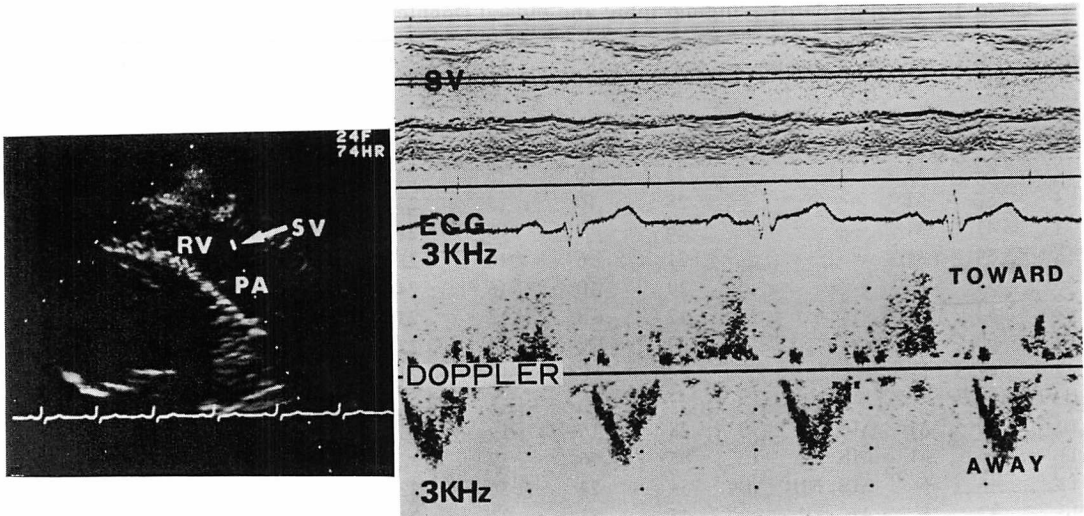 24F
74HR
RV
SV
PA
SV
ECG
3KHz
TOWARD
DOPPLER
AWAY
3KHz